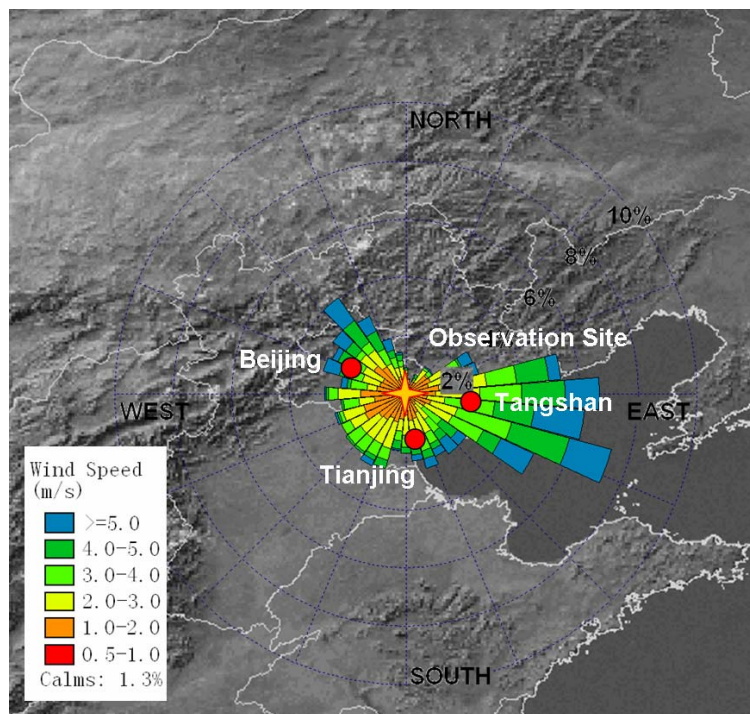 NORTH
10%
8%
6%
Observation Site
Beijing
2%
Tangshan
WEST
EAST
Tianjing
Wind Speed
(m/s)
>=5.0
4.0-5.0
3.0-4.0
2.0-3.0
1.0-2.0
0.5-1.0
Calms: 1.3%
SOUTH